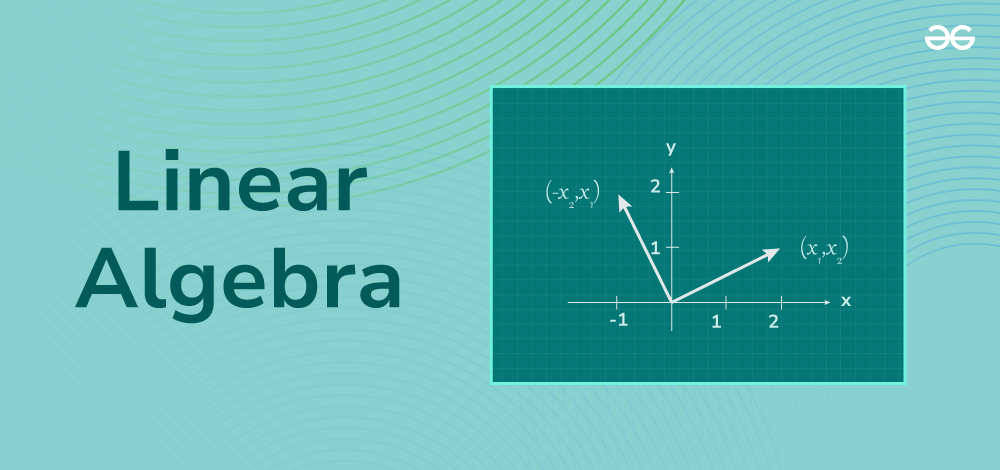 Linear
Algebra
y
2
(-x₂,x₁)
1
(x₁,x₂)
x
-1
1
2